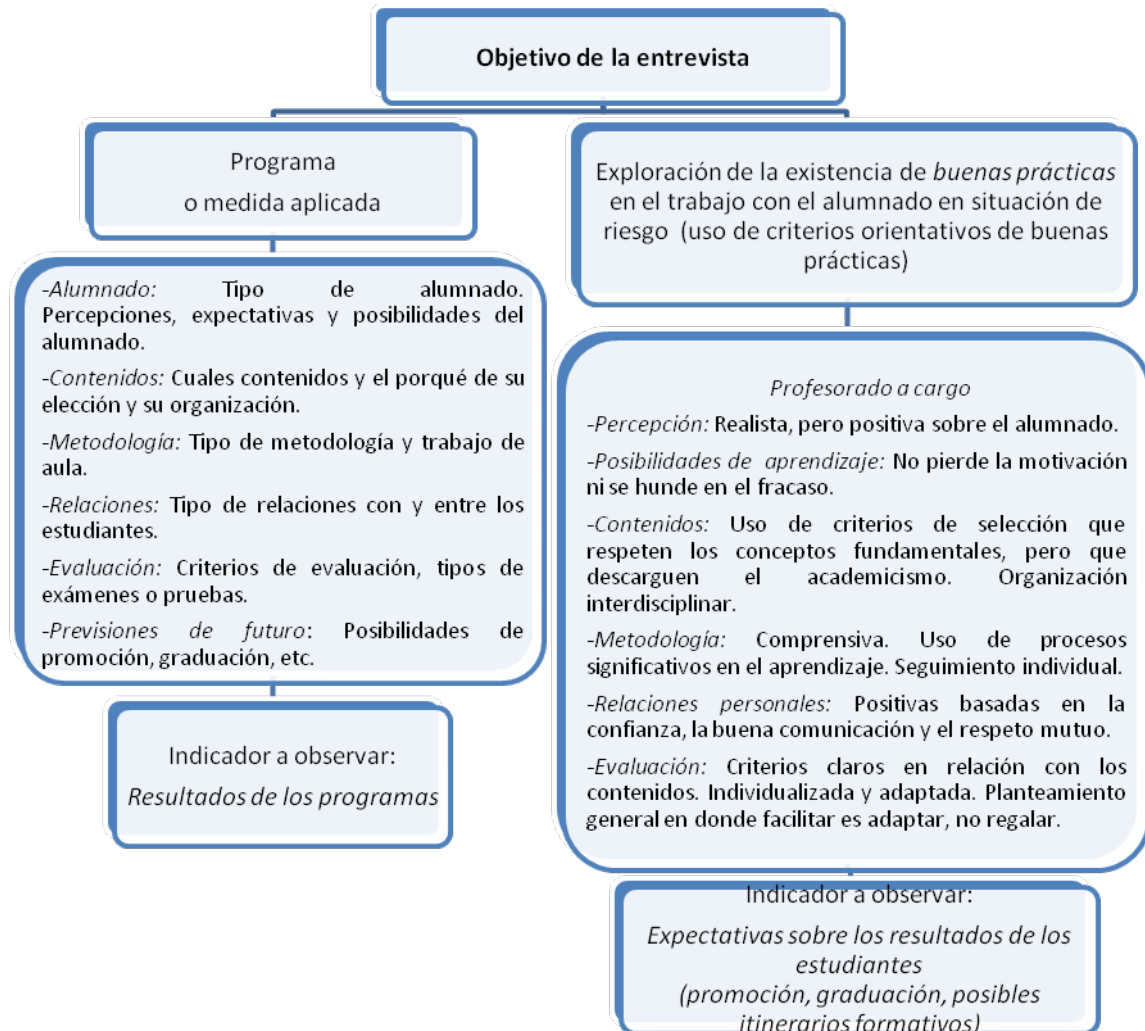 Objetivo de la entrevista
Programa
o medida aplicada
-Alumnado: Tipo de alumnado.
Percepciones, expectativas y posibilidades del
alumnado.
-Contenidos: Cuales contenidos y el porqué de su
elección y su organización.
-Metodología: Tipo de metodología y trabajo de
aula.
-Relaciones: Tipo de relaciones con y entre los
estudiantes.
-Evaluación: Criterios de evaluación, tipos de
exámenes o pruebas.
-Previsiones de futuro: Posibilidades de
promoción, graduación, etc.
Indicador a observar:
Resultados de los programas
Exploración de la existencia de buenas prácticas
en el trabajo con el alumnado en situación de
riesgo (uso de criterios orientativos de buenas
prácticas)
Profesorado a cargo
-Percepción: Realista, pero positiva sobre el alumnado.
-Posibilidades de aprendizaje: No pierde la motivación
ni se hunde en el fracaso.
-Contenidos: Uso de criterios de selección que
respeten los conceptos fundamentales, pero que
descarguen el academicismo. Organización
interdisciplinar.
-Metodología: Comprensiva. Uso de procesos
significativos en el aprendizaje. Seguimiento individual.
-Relaciones personales: Positivas basadas en la
confianza, la buena comunicación y el respeto mutuo.
-Evaluación: Criterios claros en relación con los
contenidos. Individualizada y adaptada. Planteamiento
general en donde facilitar es adaptar, no regalar.
Indicador a observar:
Expectativas sobre los resultados de los
estudiantes
(promoción, graduación, posibles
itinerarios formativos)